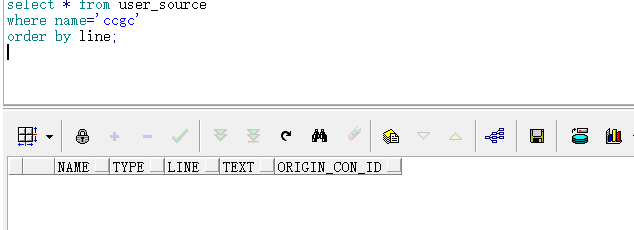 select * from user_source
where name='ccgc'
order by line;
NAME TYPE LINE TEXT ORIGIN_CON_ID